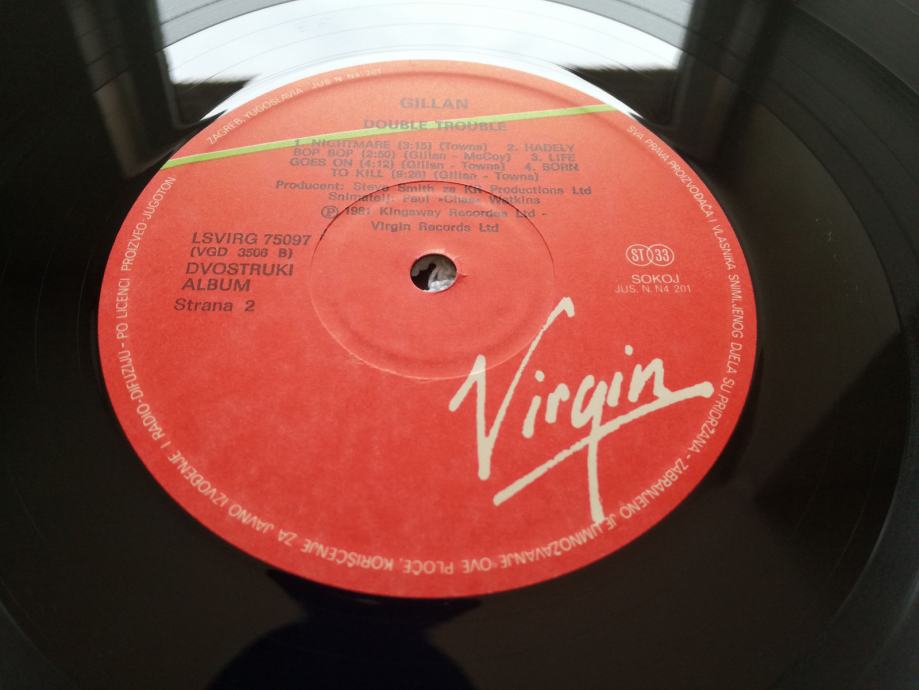 GILLAN
DOUBLE TROUBLE
1. NIGHTMARE (3:15) (Towns) 2. HADELY
BOP BOP (2:50) (Gillan - McCoy) 3. LIFE
GOES ON (4:12) (Gillan - Towns) 4. BORN
TO KILL (9:28) (Gillan - Towns)
Producent: Steve Smith za KR Productions Ltd
Snimatelj: Paul »Chas« Watkins
Ⓟ 1981 Kingsway Recordes Ltd -
Virgin Records Ltd
LSVIRG 75097
(VGD 3506 B)
DVOSTRUKI
ALBUM
Strana 2
ST 33
SOKOJ
JUS. N. N4 201
Virgin
SVA PRAVA PROIZVOĐAČA I VLASNIKA SNIMLJENOG DJELA SU PRIDRŽANA - ZABRANJENO JE UMNOŽAVANJE OVE PLOČE, KORIŠĆENJE ZA JAVNO IZVOĐENJE I RADIO-DIFUZIJU - PO LICENCI PROIZVEO JUGOTON
ZAGREB, YUGOSLAVIA JUS. N. N4 201